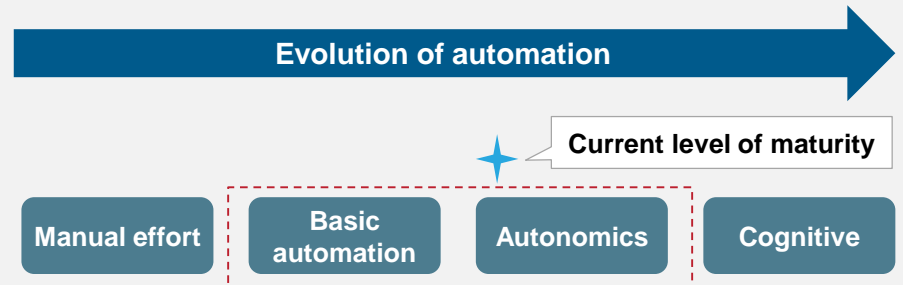 Evolution of automation
Current level of maturity
Manual effort
Basic
automation
Autonomics
Cognitive